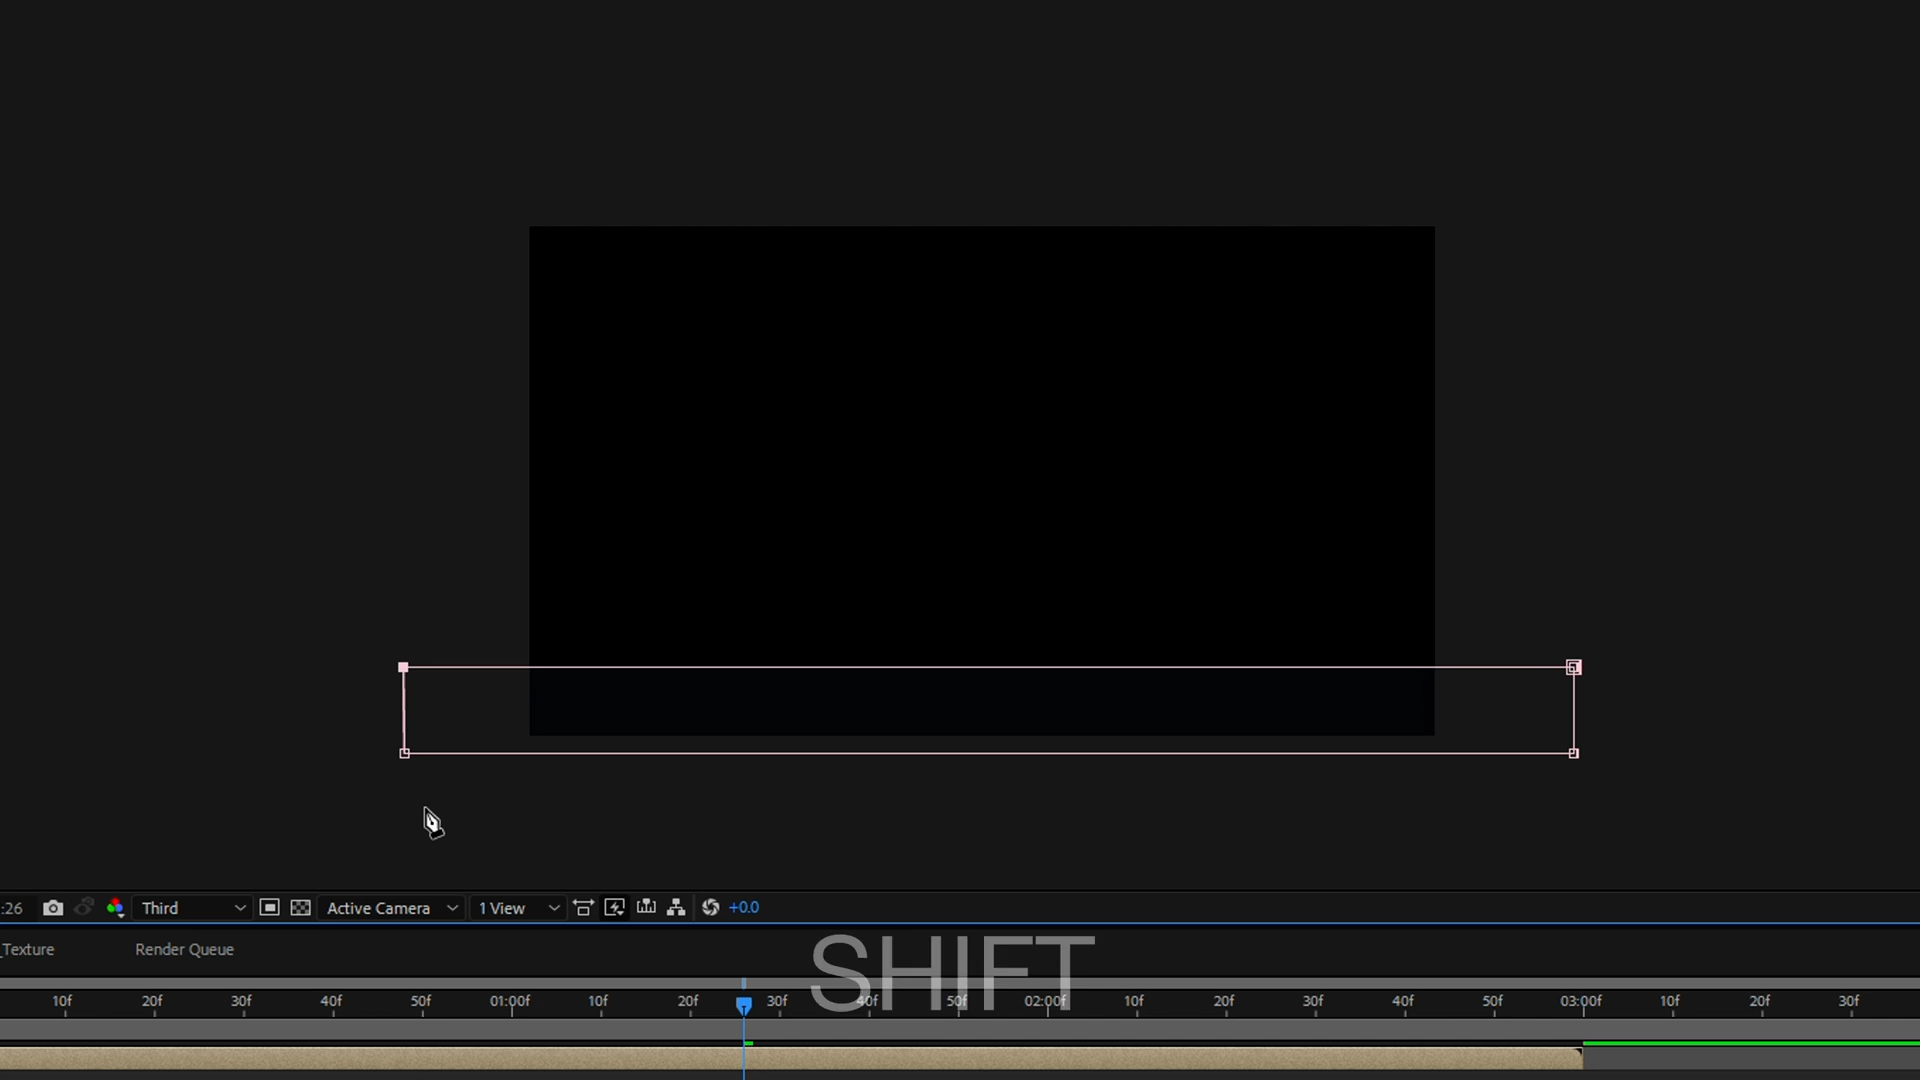 :26 Third Active Camera 1 View +0.0
_Texture Render Queue
SHIFT
10f 20f 30f 40f 50f 01:00f 10f 20f 30f 40f 50f 02:00f 10f 20f 30f 40f 50f 03:00f 10f 20f 30f